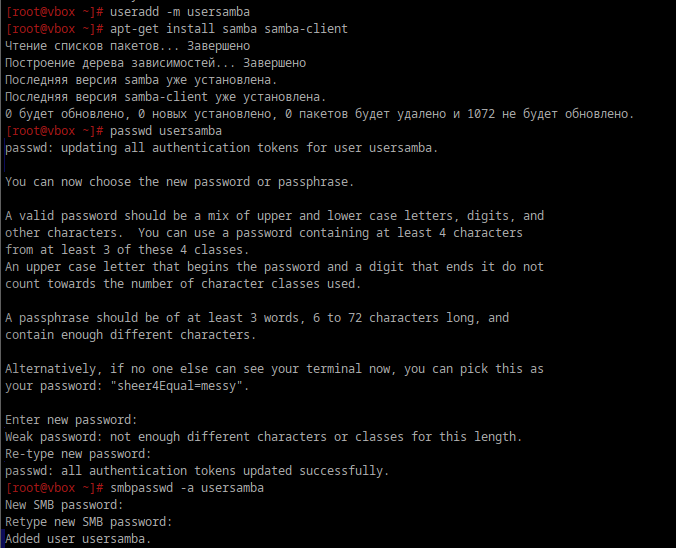 [root@vbox ~]# useradd -m usersamba
[root@vbox ~]# apt-get install samba samba-client
Чтение списков пакетов... Завершено
Построение дерева зависимостей... Завершено
Последняя версия samba уже установлена.
Последняя версия samba-client уже установлена.
0 будет обновлено, 0 новых установлено, 0 пакетов будет удалено и 1072 не будет обновлено.
[root@vbox ~]# passwd usersamba
passwd: updating all authentication tokens for user usersamba.
You can now choose the new password or passphrase.
A valid password should be a mix of upper and lower case letters, digits, and
other characters.  You can use a password containing at least 4 characters
from at least 3 of these 4 classes.
An upper case letter that begins the password and a digit that ends it do not
count towards the number of character classes used.
A passphrase should be of at least 3 words, 6 to 72 characters long, and
contain enough different characters.
Alternatively, if no one else can see your terminal now, you can pick this as
your password: "sheer4Equal=messy".
Enter new password:
Weak password: not enough different characters or classes for this length.
Re-type new password:
passwd: all authentication tokens updated successfully.
[root@vbox ~]# smbpasswd -a usersamba
New SMB password:
Retype new SMB password:
Added user usersamba.